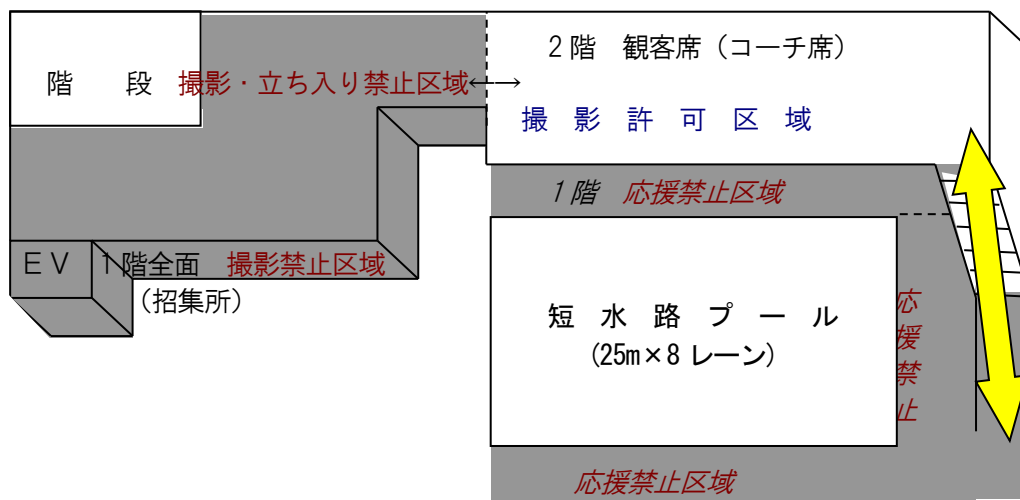 2階 観客席（コーチ席）
階 段 撮影・立ち入り禁止区域
撮 影 許 可 区 域
1階 応援禁止区域
ＥＶ 1階全面 撮影禁止区域
（招集所）
短 水 路 プ ー ル
(25m×8 レーン)
応援禁止
応援禁止区域